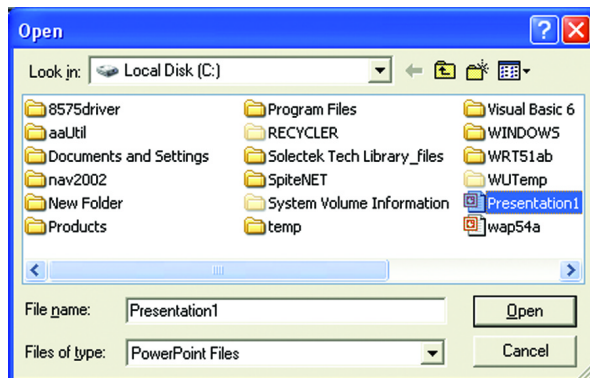 Open
Look in: Local Disk (C:)
8575driver Program Files Visual Basic 6
aaUtil RECYCLER WINDOWS
Documents and Settings Solectek Tech Library_files WRT51ab
nav2002 SpiteNET WUTemp
New Folder System Volume Information Presentation1
Products temp wap54a
File name: Presentation1 Open
Files of type: PowerPoint Files Cancel